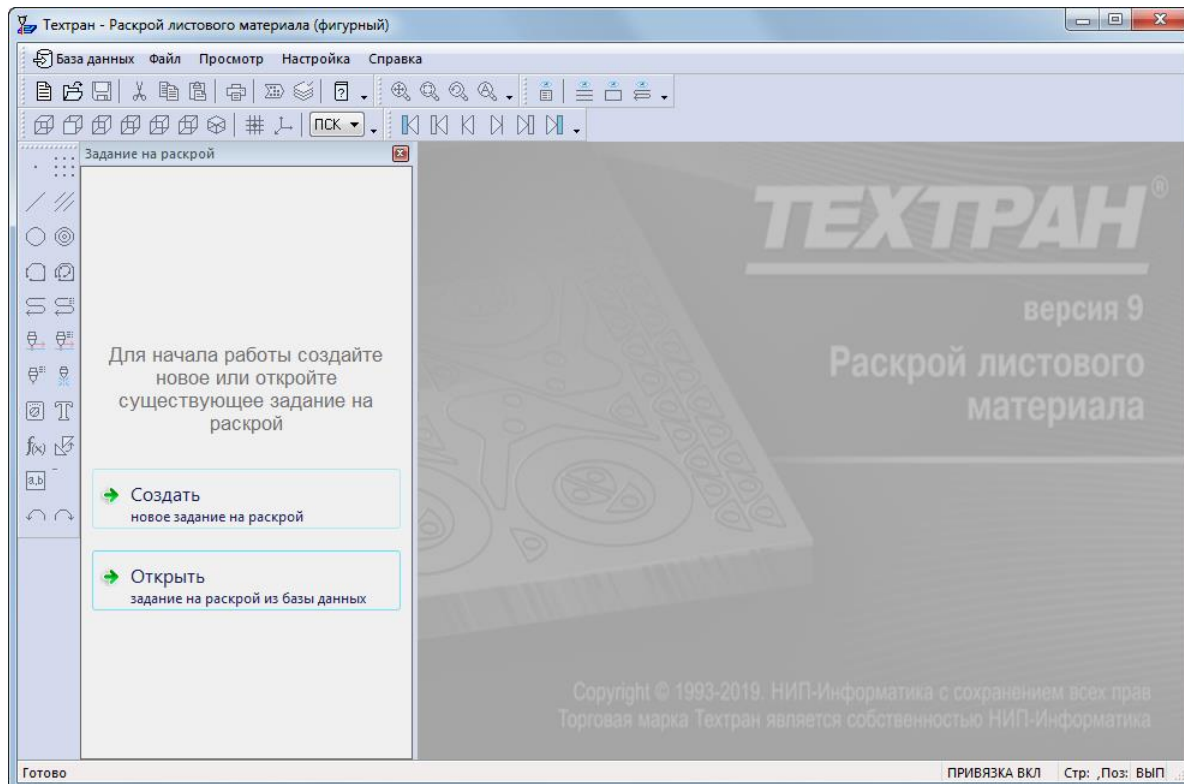 Техтран - Раскрой листового материала (фигурный)
База данных Файл Просмотр Настройка Справка
ПСК
Задание на раскрой
Для начала работы создайте
новое или откройте
существующее задание на
раскрой
Создать
новое задание на раскрой
Открыть
задание на раскрой из базы данных
f(x)
a,b
ТЕХТРАН®
версия 9
Раскрой листового
материала
Copyright © 1993-2019. НИП-Информатика с сохранением всех прав
Торговая марка Техтран является собственностью НИП-Информатика
Готово
ПРИВЯЗКА ВКЛ Стр: ,Поз: ВЫП